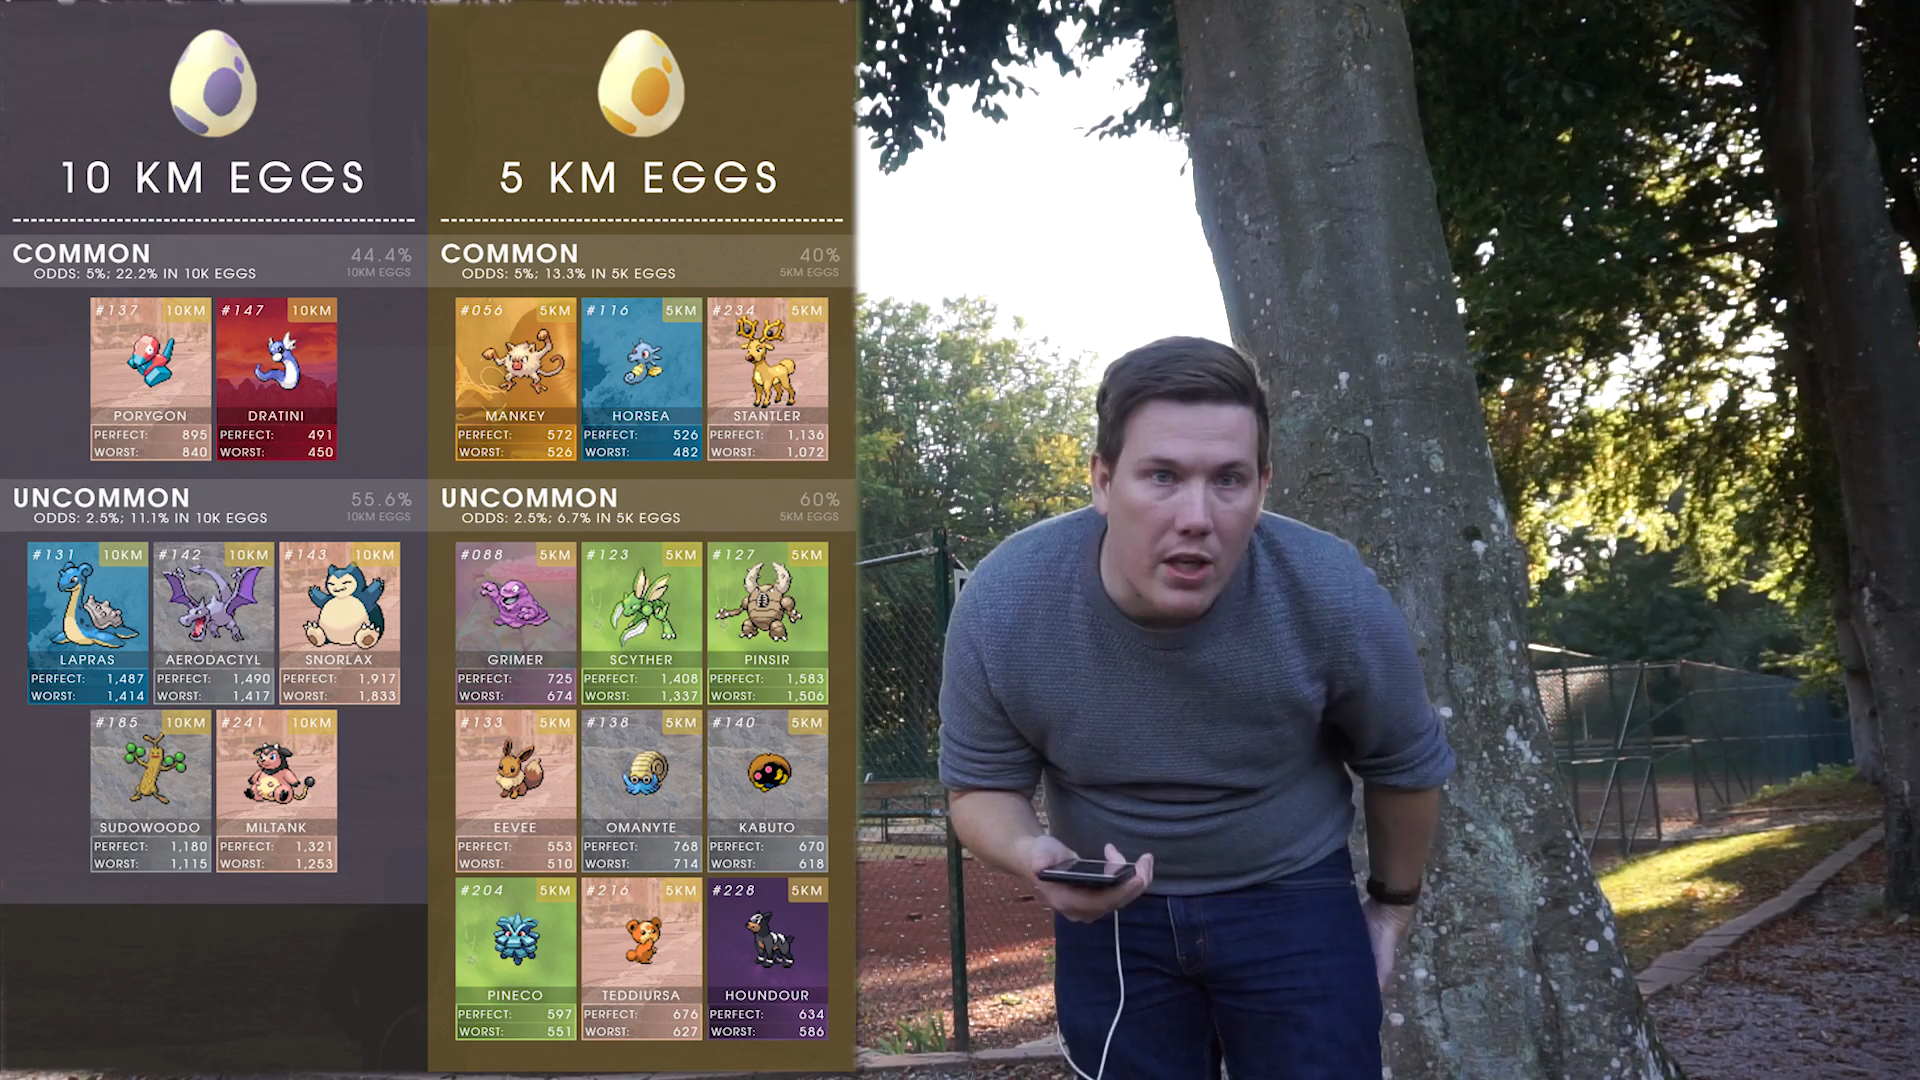 10 KM EGGS
COMMON
44.4%
ODDS: 5%; 22.2% IN 10K EGGS
10KM EGGS
#137 10KM
PORYGON
PERFECT: 895
WORST: 840
#147 10KM
DRATINI
PERFECT: 491
WORST: 450
UNCOMMON
55.6%
ODDS: 2.5%; 11.1% IN 10K EGGS
10KM EGGS
#131 10KM
LAPRAS
PERFECT: 1,487
WORST: 1,414
#142 10KM
AERODACTYL
PERFECT: 1,490
WORST: 1,417
#143 10KM
SNORLAX
PERFECT: 1,917
WORST: 1,833
#185 10KM
SUDOWOODO
PERFECT: 1,180
WORST: 1,115
#241 10KM
MILTANK
PERFECT: 1,321
WORST: 1,253
5 KM EGGS
COMMON
40%
ODDS: 5%; 13.3% IN 5K EGGS
5KM EGGS
#056 5KM
MANKEY
PERFECT: 572
WORST: 526
#116 5KM
HORSEA
PERFECT: 526
WORST: 482
#234 5KM
STANTLER
PERFECT: 1,136
WORST: 1,072
UNCOMMON
60%
ODDS: 2.5%; 6.7% IN 5K EGGS
5KM EGGS
#088 5KM
GRIMER
PERFECT: 725
WORST: 674
#123 5KM
SCYTHER
PERFECT: 1,408
WORST: 1,337
#127 5KM
PINSIR
PERFECT: 1,583
WORST: 1,506
#133 5KM
EEVEE
PERFECT: 553
WORST: 510
#138 5KM
OMANYTE
PERFECT: 768
WORST: 714
#140 5KM
KABUTO
PERFECT: 670
WORST: 618
#204 5KM
PINECO
PERFECT: 597
WORST: 551
#216 5KM
TEDDIURSA
PERFECT: 676
WORST: 627
#228 5KM
HOUNDOUR
PERFECT: 634
WORST: 586